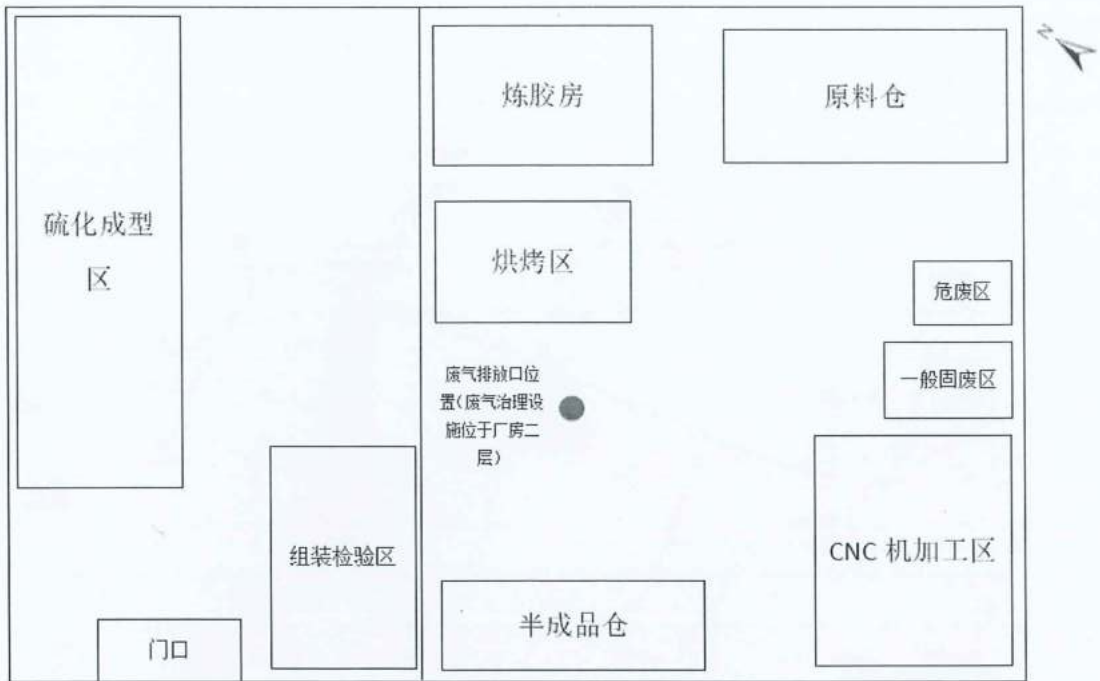 N
炼胶房
原料仓
硫化成型
区
烘烤区
危废区
废气排放口位
置（废气治理设
施位于厂房二
层）
一般固废区
组装检验区
CNC 机加工区
半成品仓
门口